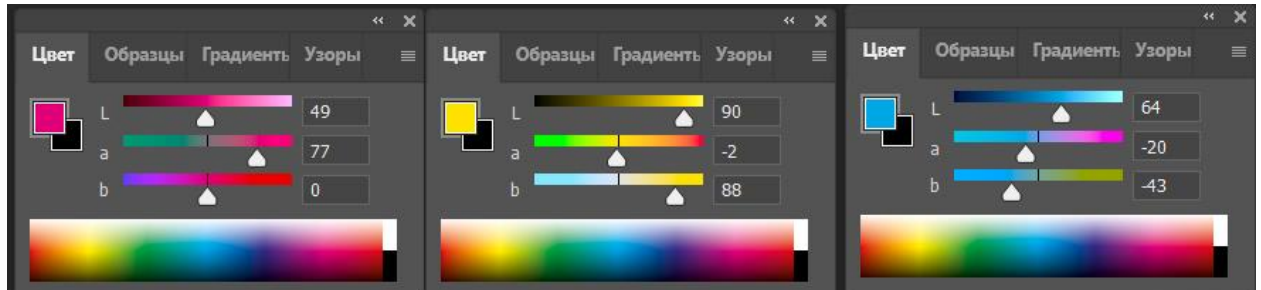 Цвет Образцы Градиенть Узоры
L 49
a 77
b 0
Цвет Образцы Градиенть Узоры
L 90
a -2
b 88
Цвет Образцы Градиенть Узоры
L 64
a -20
b -43